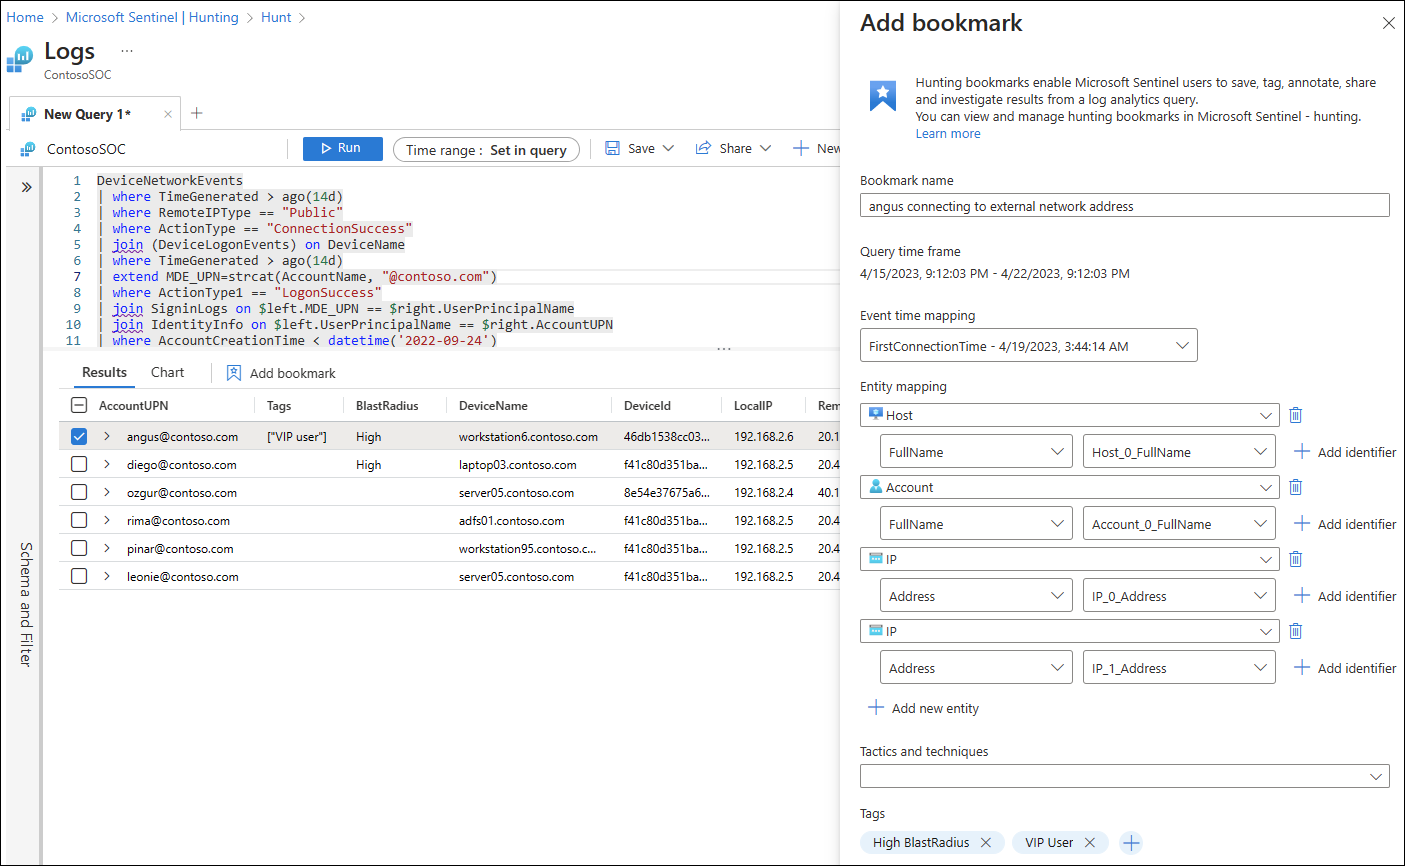 Home > Microsoft Sentinel | Hunting > Hunt >
Logs ...
ContosoSOC
New Query 1*
ContosoSOC
Run
Time range : Set in query
Save
Share
New
1 DeviceNetworkEvents
2 | where TimeGenerated > ago(14d)
3 | where RemoteIPType == "Public"
4 | where ActionType == "ConnectionSuccess"
5 | join (DeviceLogonEvents) on DeviceName
6 | where TimeGenerated > ago(14d)
7 | extend MDE_UPN=strcat(AccountName, "@contoso.com")
8 | where ActionType1 == "LogonSuccess"
9 | join SigninLogs on $left.MDE_UPN == $right.UserPrincipalName
10 | join IdentityInfo on $left.UserPrincipalName == $right.AccountUPN
11 | where AccountCreationTime < datetime('2022-09-24')
Schema and Filter
Results Chart Add bookmark
AccountUPN Tags BlastRadius DeviceName DeviceId LocalIP Rem
angus@contoso.com ["VIP user"] High workstation6.contoso.com 46db1538cc03... 192.168.2.6 20.1
diego@contoso.com High laptop03.contoso.com f41c80d351ba... 192.168.2.5 20.4
ozgur@contoso.com server05.contoso.com 8e54e37675a6... 192.168.2.4 40.1
rima@contoso.com adfs01.contoso.com f41c80d351ba... 192.168.2.5 20.4
pinar@contoso.com workstation95.contoso.c... f41c80d351ba... 192.168.2.5 20.4
leonie@contoso.com server05.contoso.com f41c80d351ba... 192.168.2.5 20.4
Add bookmark
Hunting bookmarks enable Microsoft Sentinel users to save, tag, annotate, share
and investigate results from a log analytics query.
You can view and manage hunting bookmarks in Microsoft Sentinel - hunting.
Learn more
Bookmark name
angus connecting to external network address
Query time frame
4/15/2023, 9:12:03 PM - 4/22/2023, 9:12:03 PM
Event time mapping
FirstConnectionTime - 4/19/2023, 3:44:14 AM
Entity mapping
Host
FullName Host_0_FullName Add identifier
Account
FullName Account_0_FullName Add identifier
IP
Address IP_0_Address Add identifier
IP
Address IP_1_Address Add identifier
Add new entity
Tactics and techniques
Tags
High BlastRadius VIP User